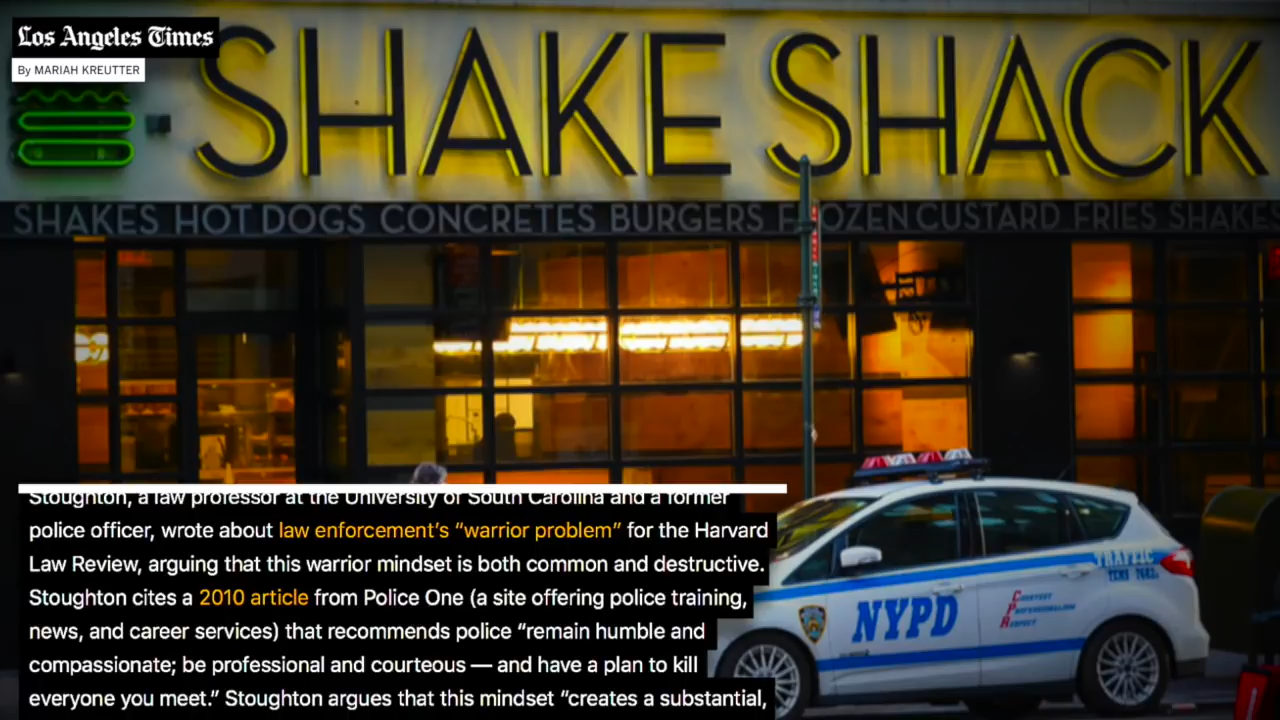 Los Angeles Times
By MARIAH KREUTTER
SHAKE SHACK
SHAKES HOT DOGS CONCRETES BURGERS FROZEN CUSTARD FRIES SHAKES
Stoughton, a law professor at the University of South Carolina and a former
police officer, wrote about law enforcement’s “warrior problem” for the Harvard
Law Review, arguing that this warrior mindset is both common and destructive.
Stoughton cites a 2010 article from Police One (a site offering police training,
news, and career services) that recommends police “remain humble and
compassionate; be professional and courteous — and have a plan to kill
everyone you meet.” Stoughton argues that this mindset “creates a substantial,
NYPD
COURTESY
PROFESSIONALISM
RESPECT
TRAFFIC